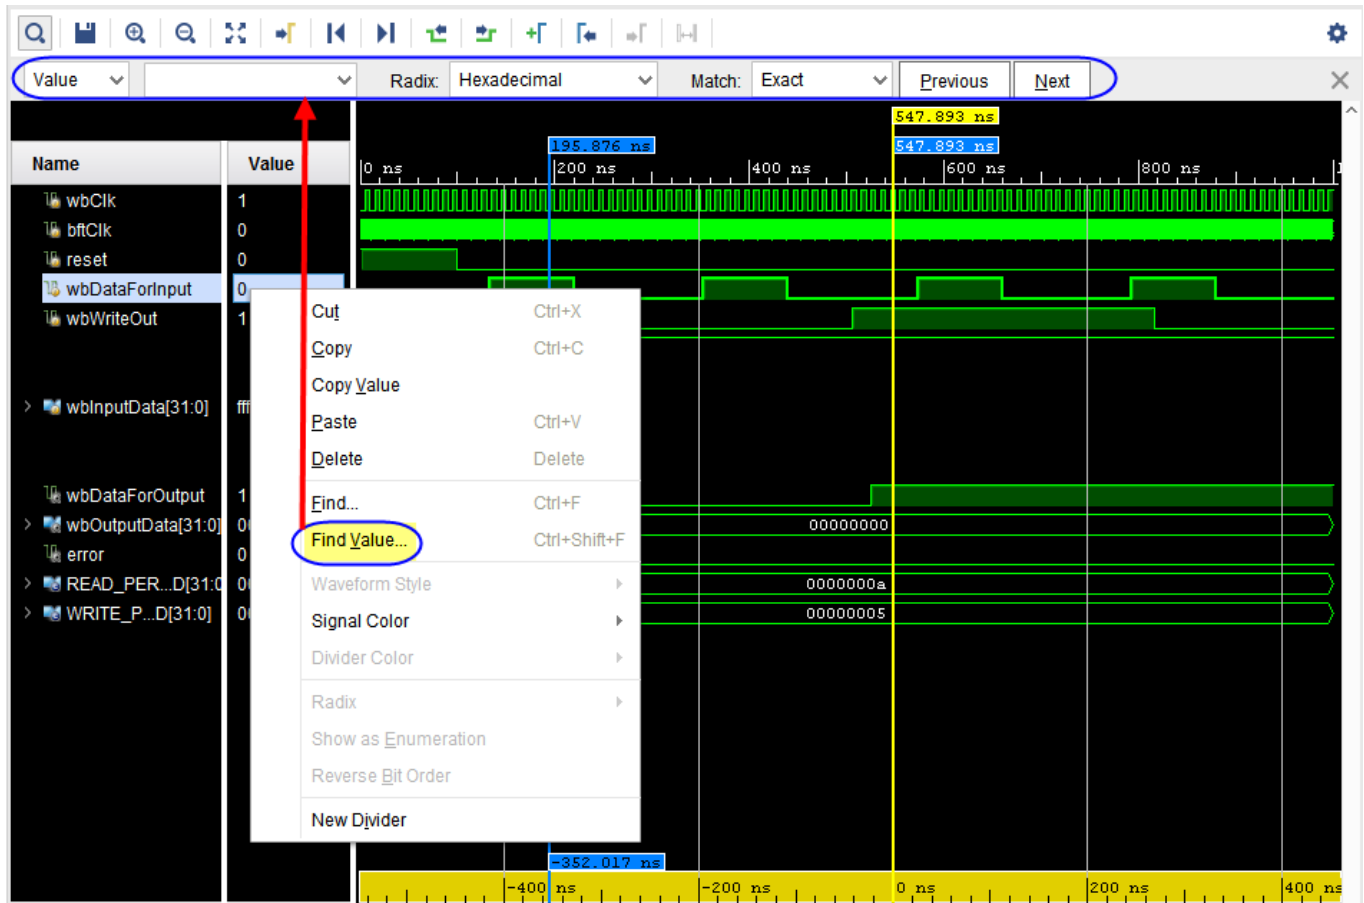 Value Radix: Hexadecimal Match: Exact Previous Next
547.893 ns
195.876 ns 547.893 ns
Name Value 0 ns 200 ns 400 ns 600 ns 800 ns
wbClk 1
bftClk 0
reset 0
wbDataForInput 0
wbWriteOut 1
wbInputData[31:0] fff
wbDataForOutput 1
wbOutputData[31:0] 00 00000000
error 0
READ_PER...D[31:0 00 0000000a
WRITE_P...D[31:0] 00 00000005
Cut Ctrl+X
Copy Ctrl+C
Copy Value
Paste Ctrl+V
Delete Delete
Find... Ctrl+F
Find Value... Ctrl+Shift+F
Waveform Style
Signal Color
Divider Color
Radix
Show as Enumeration
Reverse Bit Order
New Divider
-352.017 ns
-400 ns -200 ns 0 ns 200 ns 400 ns